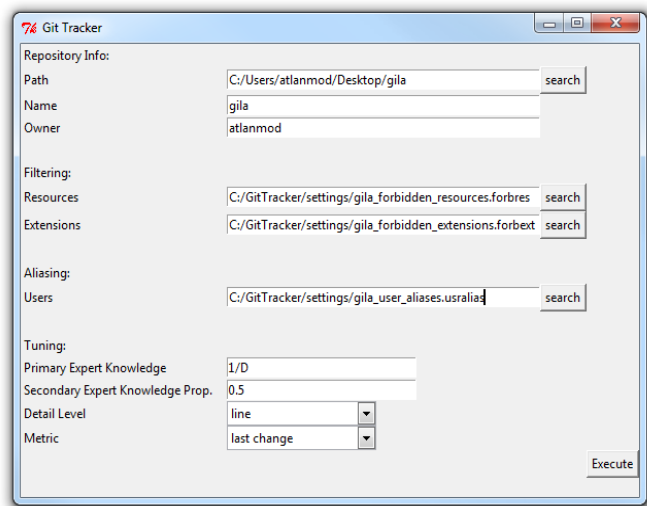 Git Tracker
Repository Info:
Path C:/Users/atlanmod/Desktop/gila search
Name gila
Owner atlanmod
Filtering:
Resources C:/GitTracker/settings/gila_forbidden_resources.forbres search
Extensions C:/GitTracker/settings/gila_forbidden_extensions.forbext search
Aliasing:
Users C:/GitTracker/settings/gila_user_aliases.usralias search
Tuning:
Primary Expert Knowledge 1/D
Secondary Expert Knowledge Prop. 0.5
Detail Level line
Metric last change
Execute